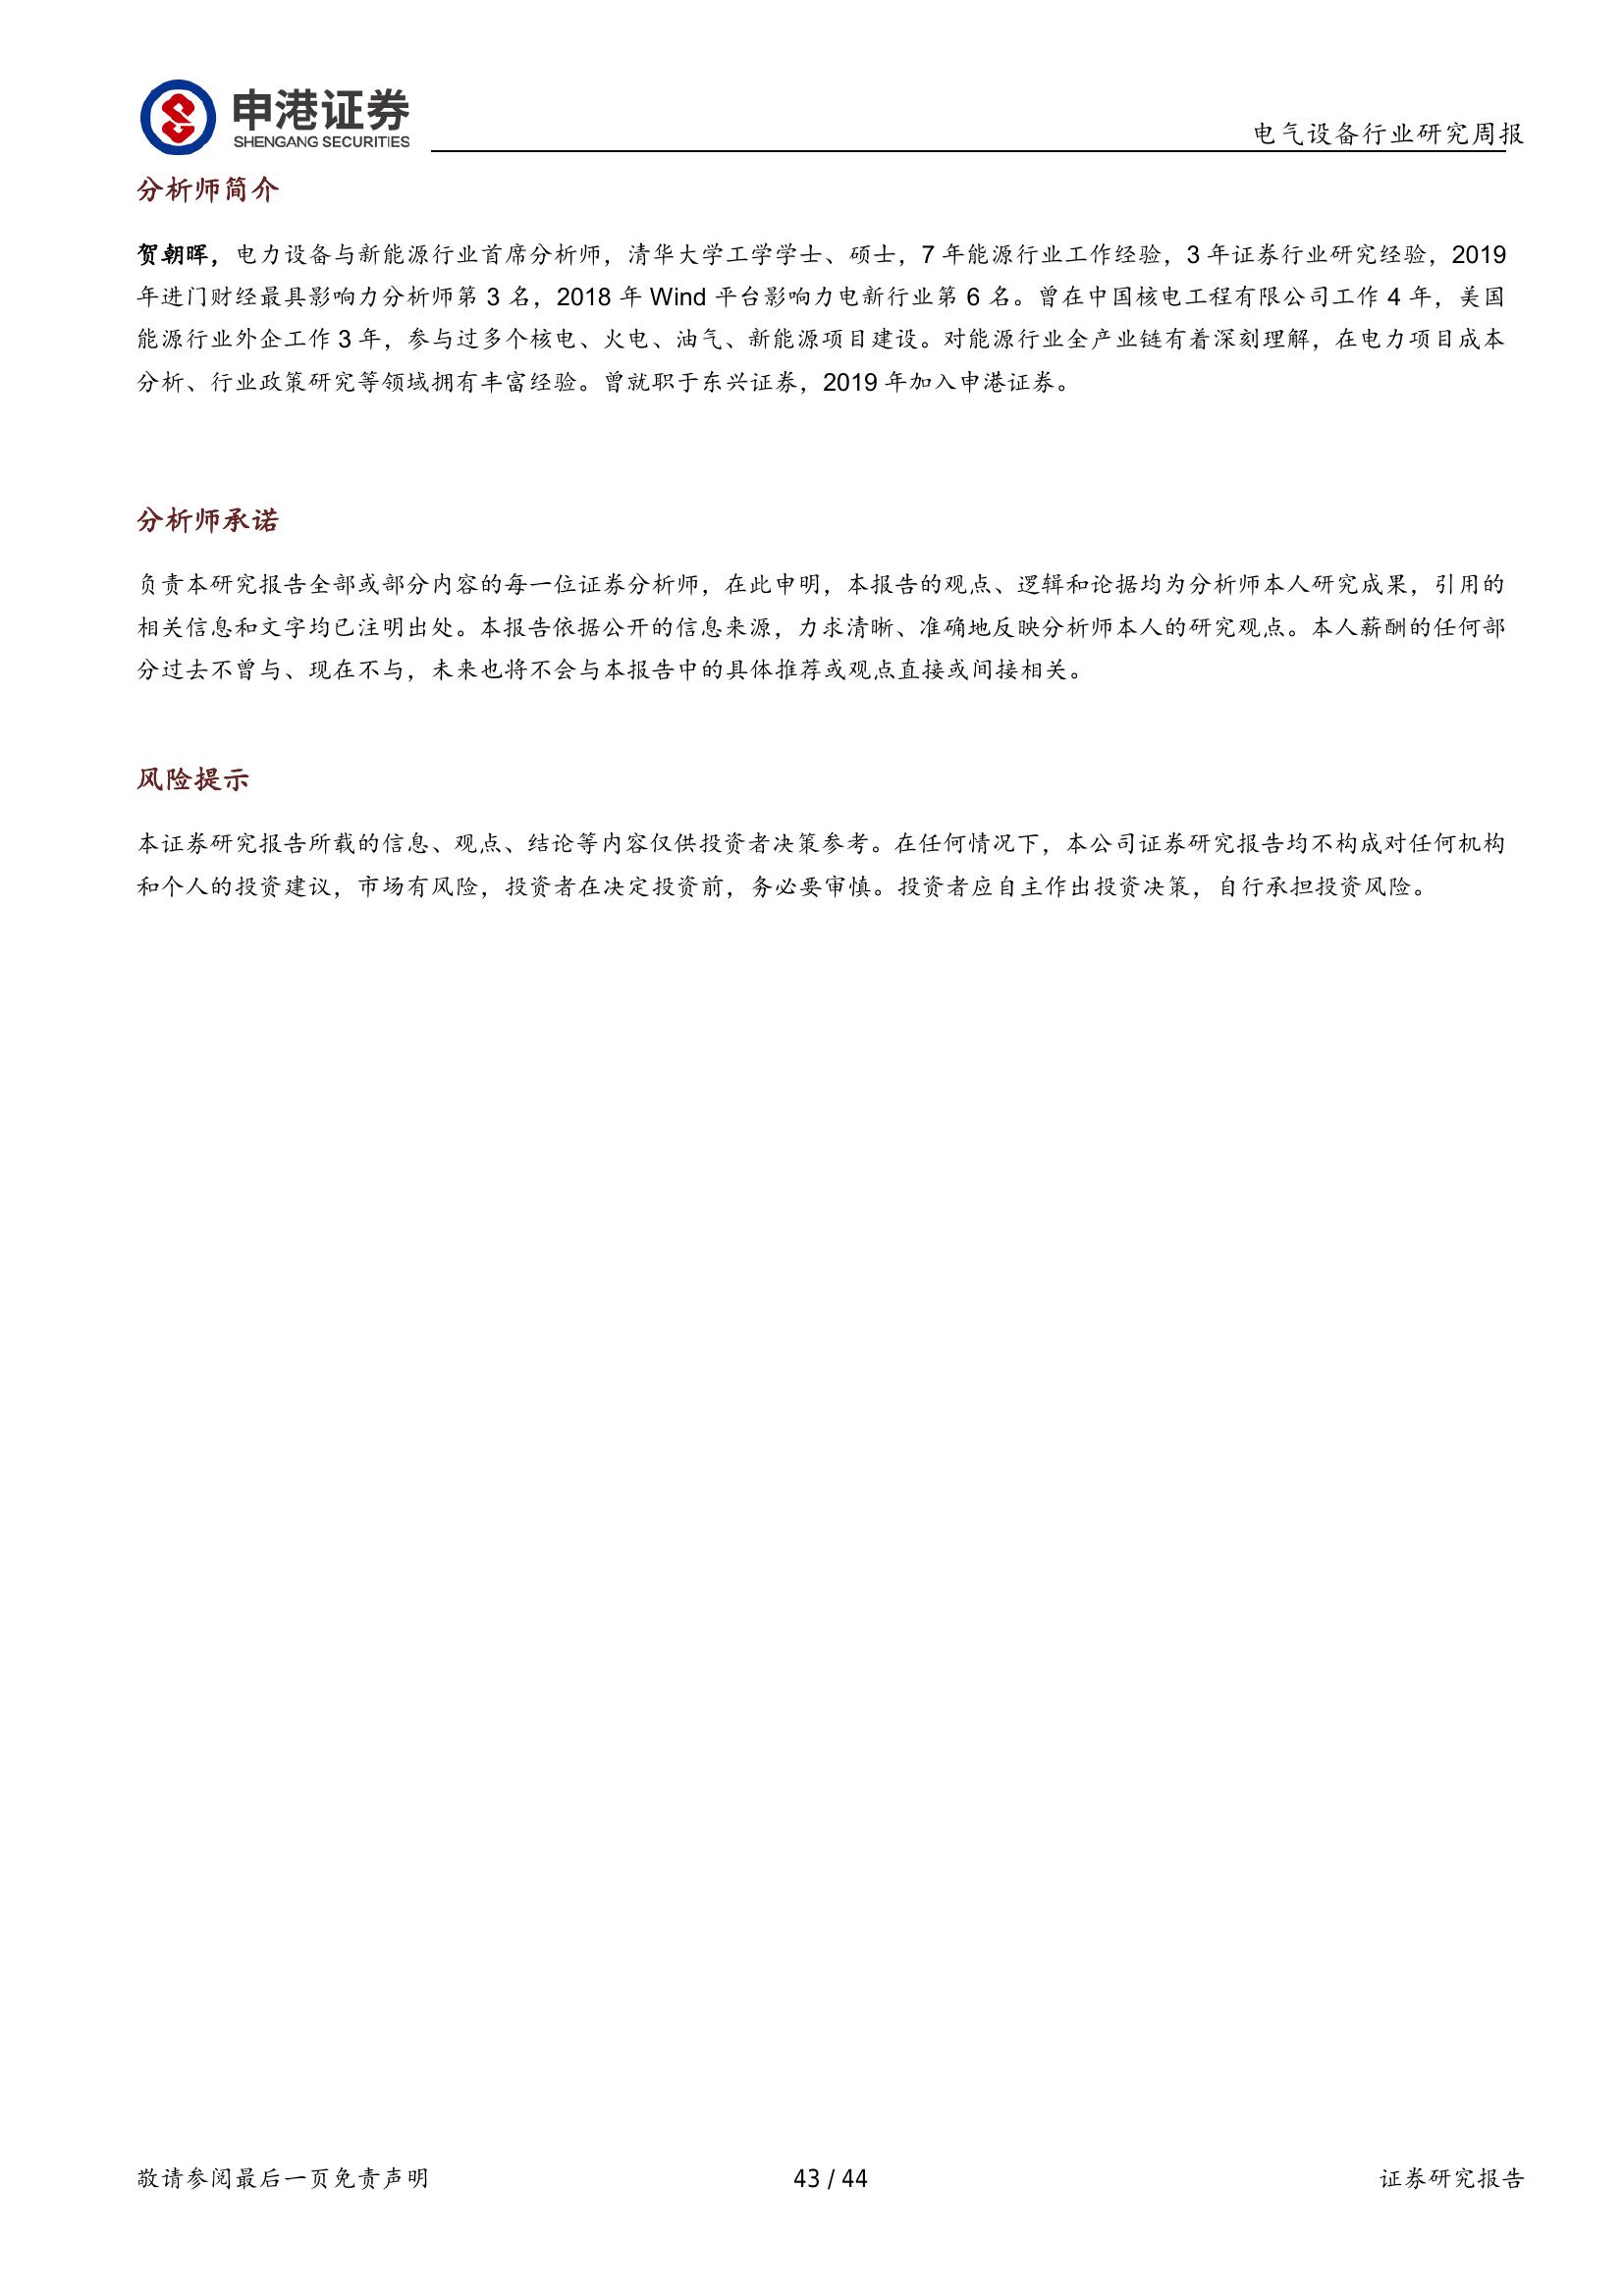 申港证券
SHENGANG SECURITIES
电气设备行业研究周报
分析师简介
贺朝晖，电力设备与新能源行业首席分析师，清华大学工学学士、硕士，7 年能源行业工作经验，3 年证券行业研究经验，2019
年进门财经最具影响力分析师第 3 名，2018 年 Wind 平台影响力电新行业第 6 名。曾在中国核电工程有限公司工作 4 年，美国
能源行业外企工作 3 年，参与过多个核电、火电、油气、新能源项目建设。对能源行业全产业链有着深刻理解，在电力项目成本
分析、行业政策研究等领域拥有丰富经验。曾就职于东兴证券，2019 年加入申港证券。
分析师承诺
负责本研究报告全部或部分内容的每一位证券分析师，在此申明，本报告的观点、逻辑和论据均为分析师本人研究成果，引用的
相关信息和文字均已注明出处。本报告依据公开的信息来源，力求清晰、准确地反映分析师本人的研究观点。本人薪酬的任何部
分过去不曾与、现在不与，未来也将不会与本报告中的具体推荐或观点直接或间接相关。
风险提示
本证券研究报告所载的信息、观点、结论等内容仅供投资者决策参考。在任何情况下，本公司证券研究报告均不构成对任何机构
和个人的投资建议，市场有风险，投资者在决定投资前，务必要审慎。投资者应自主作出投资决策，自行承担投资风险。
敬请参阅最后一页免责声明
43 / 44
证券研究报告